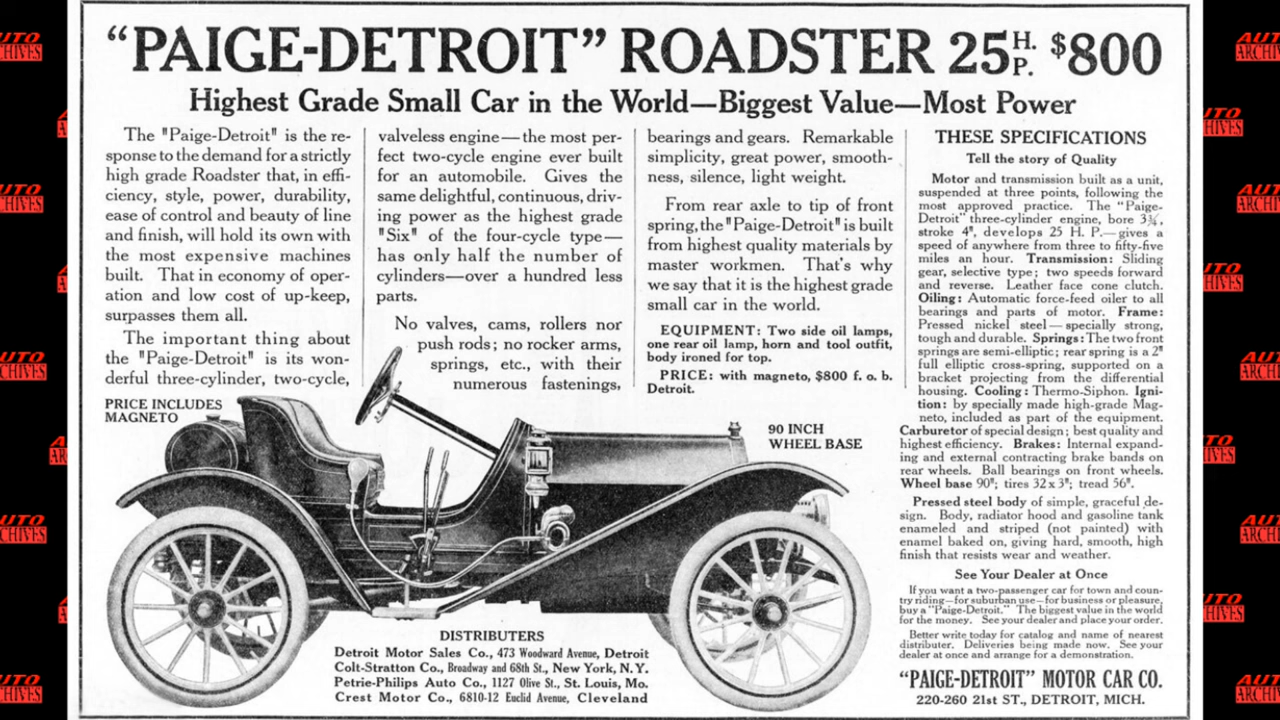 "PAIGE-DETROIT" ROADSTER 25 H. P. $800
Highest Grade Small Car in the World—Biggest Value—Most Power
The "Paige-Detroit" is the re-
sponse to the demand for a strictly
high grade Roadster that, in effi-
ciency, style, power, durability,
ease of control and beauty of line
and finish, will hold its own with
the most expensive machines
built. That in economy of oper-
ation and low cost of up-keep,
surpasses them all.
The important thing about
the "Paige-Detroit" is its won-
derful three-cylinder, two-cycle,
valveless engine—the most per-
fect two-cycle engine ever built
for an automobile. Gives the
same delightful, continuous, driv-
ing power as the highest grade
"Six" of the four-cycle type—
has only half the number of
cylinders—over a hundred less
parts.
No valves, cams, rollers nor
push rods; no rocker arms,
springs, etc., with their
numerous fastenings,
bearings and gears. Remarkable
simplicity, great power, smooth-
ness, silence, light weight.
From rear axle to tip of front
spring, the "Paige-Detroit" is built
from highest quality materials by
master workmen. That's why
we say that it is the highest grade
small car in the world.
EQUIPMENT: Two side oil lamps,
one rear oil lamp, horn and tool outfit,
body ironed for top.
PRICE: with magneto, $800 f. o. b.
Detroit.
THESE SPECIFICATIONS
Tell the story of Quality
Motor and transmission built as a unit,
suspended at three points, following the
most approved practice. The "Paige-
Detroit" three-cylinder engine, bore 3¾",
stroke 4", develops 25 H. P.—gives a
speed of anywhere from three to fifty-five
miles an hour. Transmission: Sliding
gear, selective type; two speeds forward
and reverse. Leather face cone clutch.
Oiling: Automatic force-feed oiler to all
bearings and parts of motor. Frame:
Pressed nickel steel—specially strong,
tough and durable. Springs: The two front
springs are semi-elliptic; rear spring is a 2"
full elliptic cross-spring, supported on a
bracket projecting from the differential
housing. Cooling: Thermo-Siphon. Igni-
tion: by specially made high-grade Mag-
neto, included as part of the equipment.
Carburetor of special design; best quality and
highest efficiency. Brakes: Internal expand-
ing and external contracting brake bands on
rear wheels. Ball bearings on front wheels.
Wheel base 90"; tires 32 x 3"; tread 56".
Pressed steel body of simple, graceful de-
sign. Body, radiator hood and gasoline tank
enameled and striped (not painted) with
enamel baked on, giving hard, smooth, high
finish that resists wear and weather.
See Your Dealer at Once
If you want a two-passenger car for town and coun-
try riding—for suburban use—for business or pleasure,
buy a "Paige-Detroit." The biggest value in the world
for the money. See your dealer and place your order.
Better write today for catalog and name of nearest
distributer. Deliveries being made now. See your
dealer at once and arrange for a demonstration.
"PAIGE-DETROIT" MOTOR CAR CO.
220-260 21st ST., DETROIT, MICH.
PRICE INCLUDES
MAGNETO
90 INCH
WHEEL BASE
DISTRIBUTERS
Detroit Motor Sales Co., 473 Woodward Avenue, Detroit
Colt-Stratton Co., Broadway and 68th St., New York, N. Y.
Petrie-Philips Auto Co., 1127 Olive St., St. Louis, Mo.
Crest Motor Co., 6810-12 Euclid Avenue, Cleveland